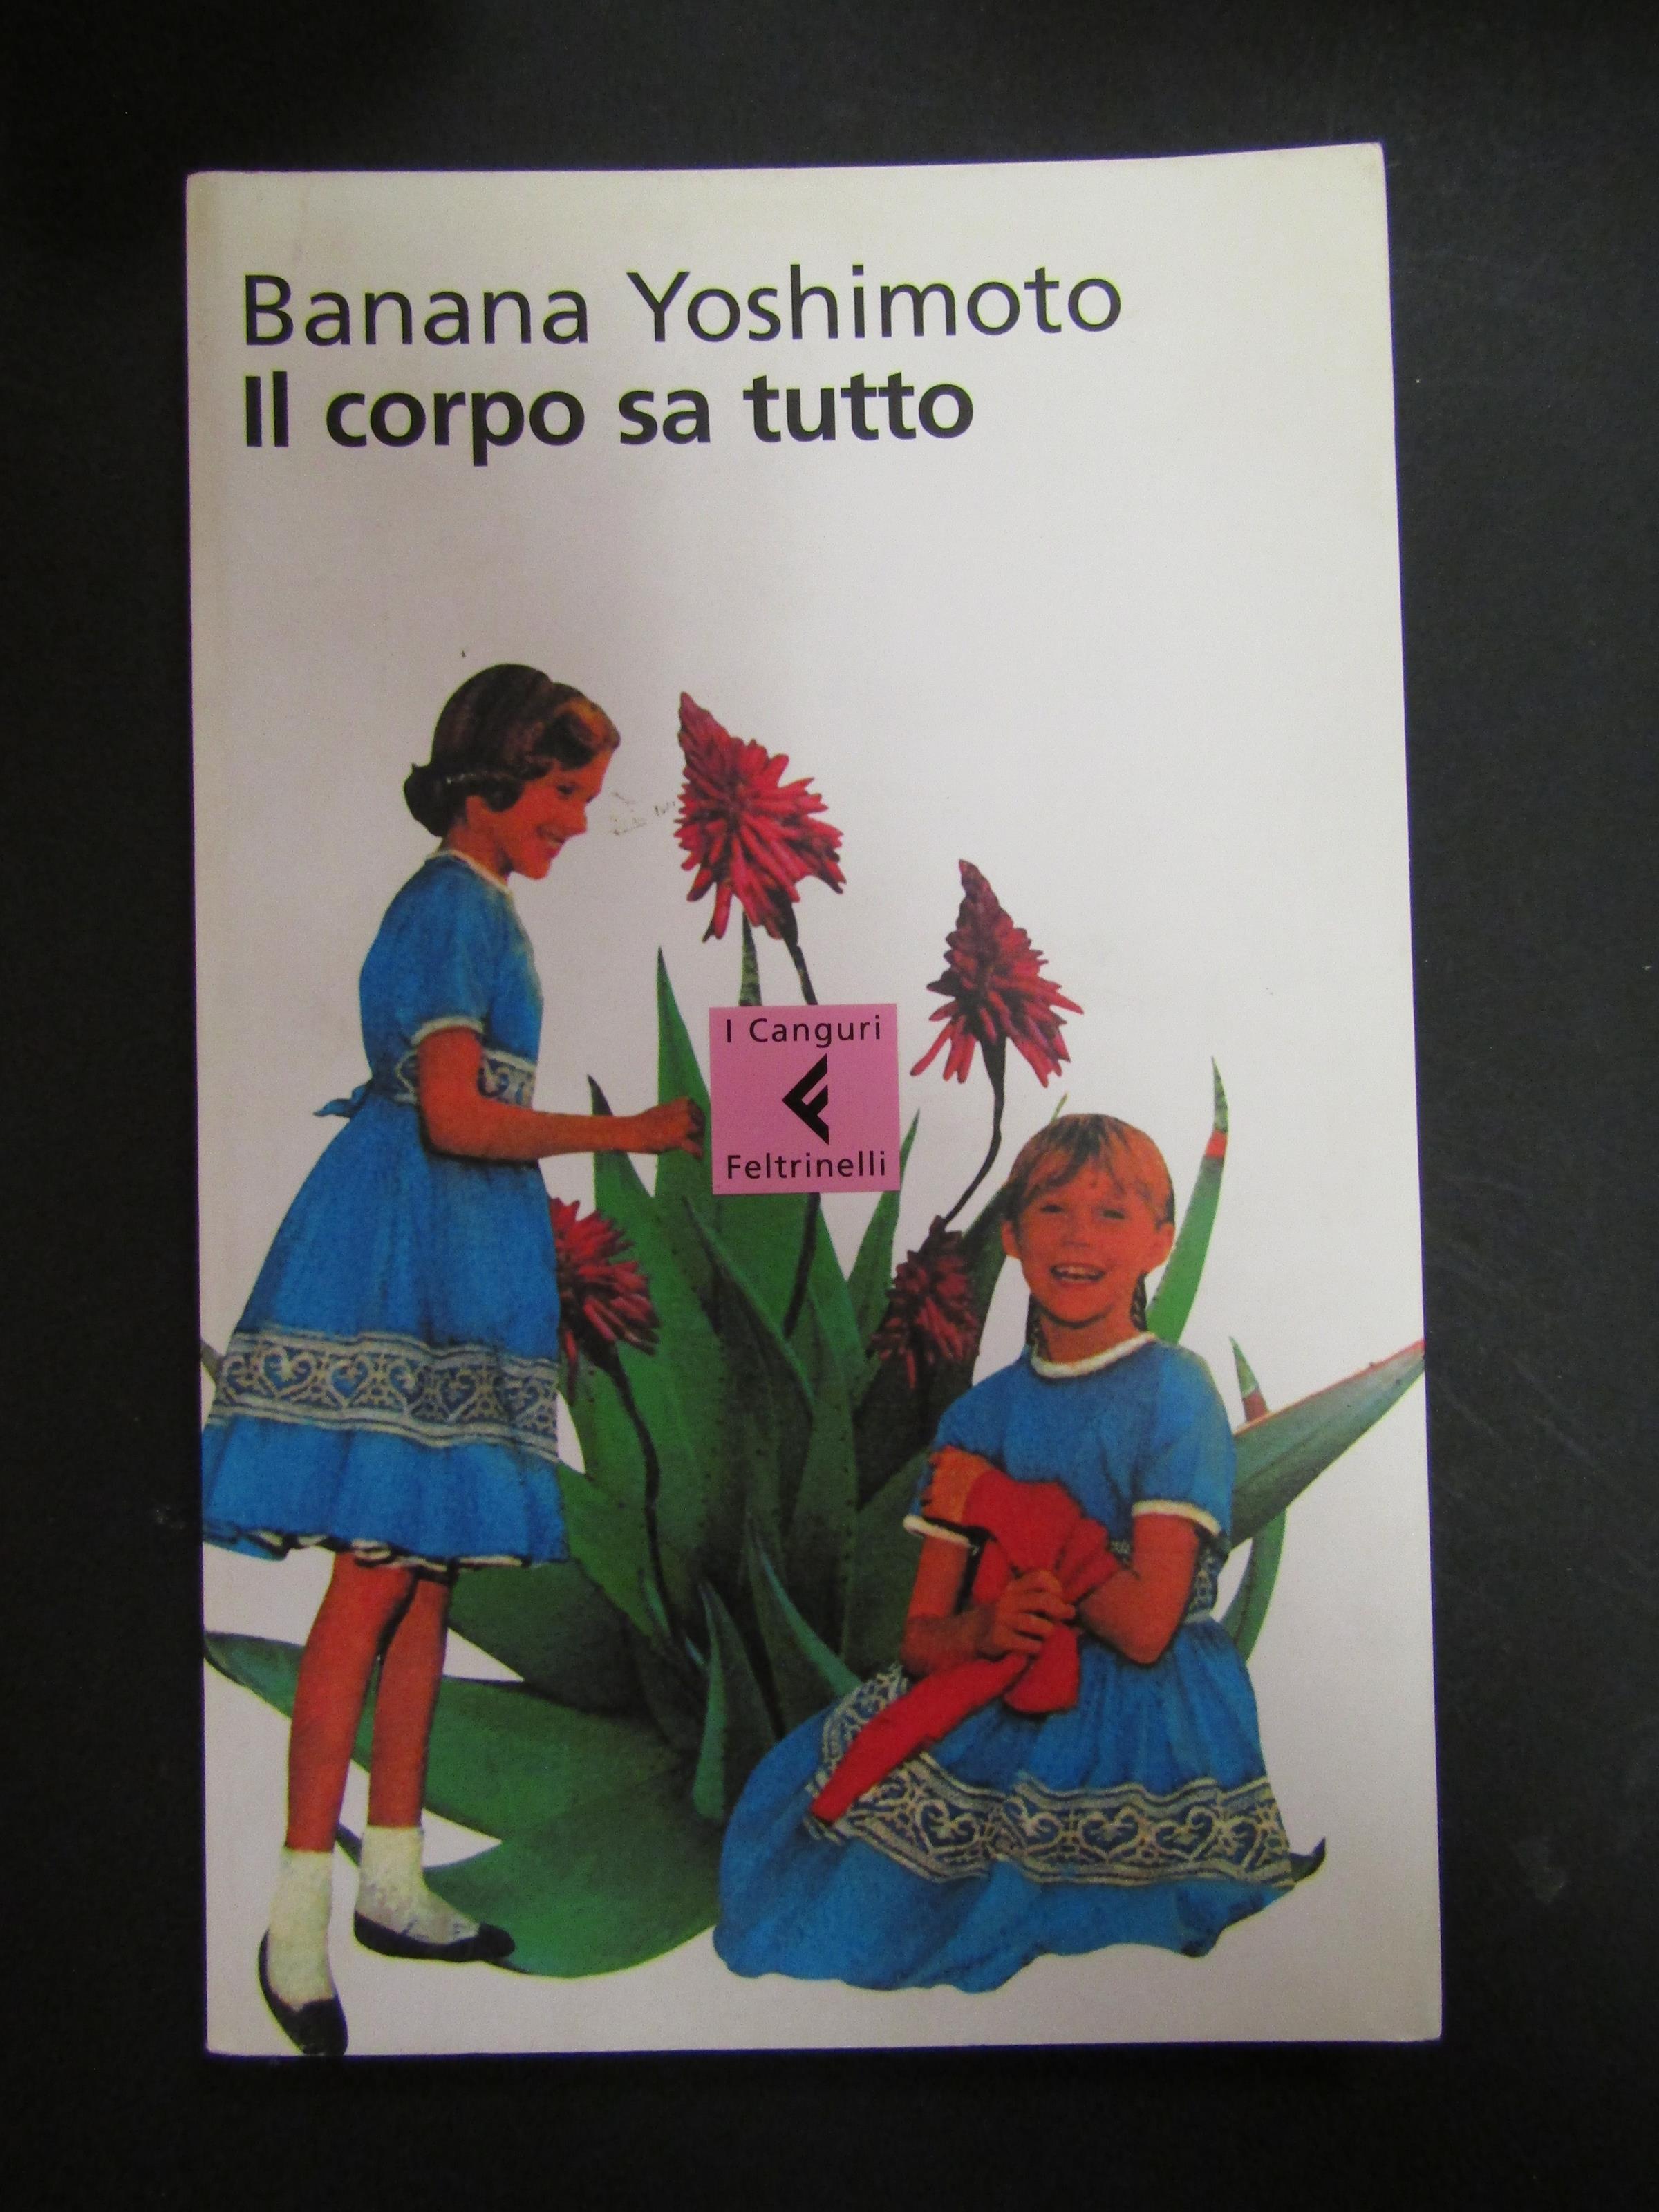 Banana Yoshimoto
Il corpo sa tutto
I Canguri
Feltrinelli